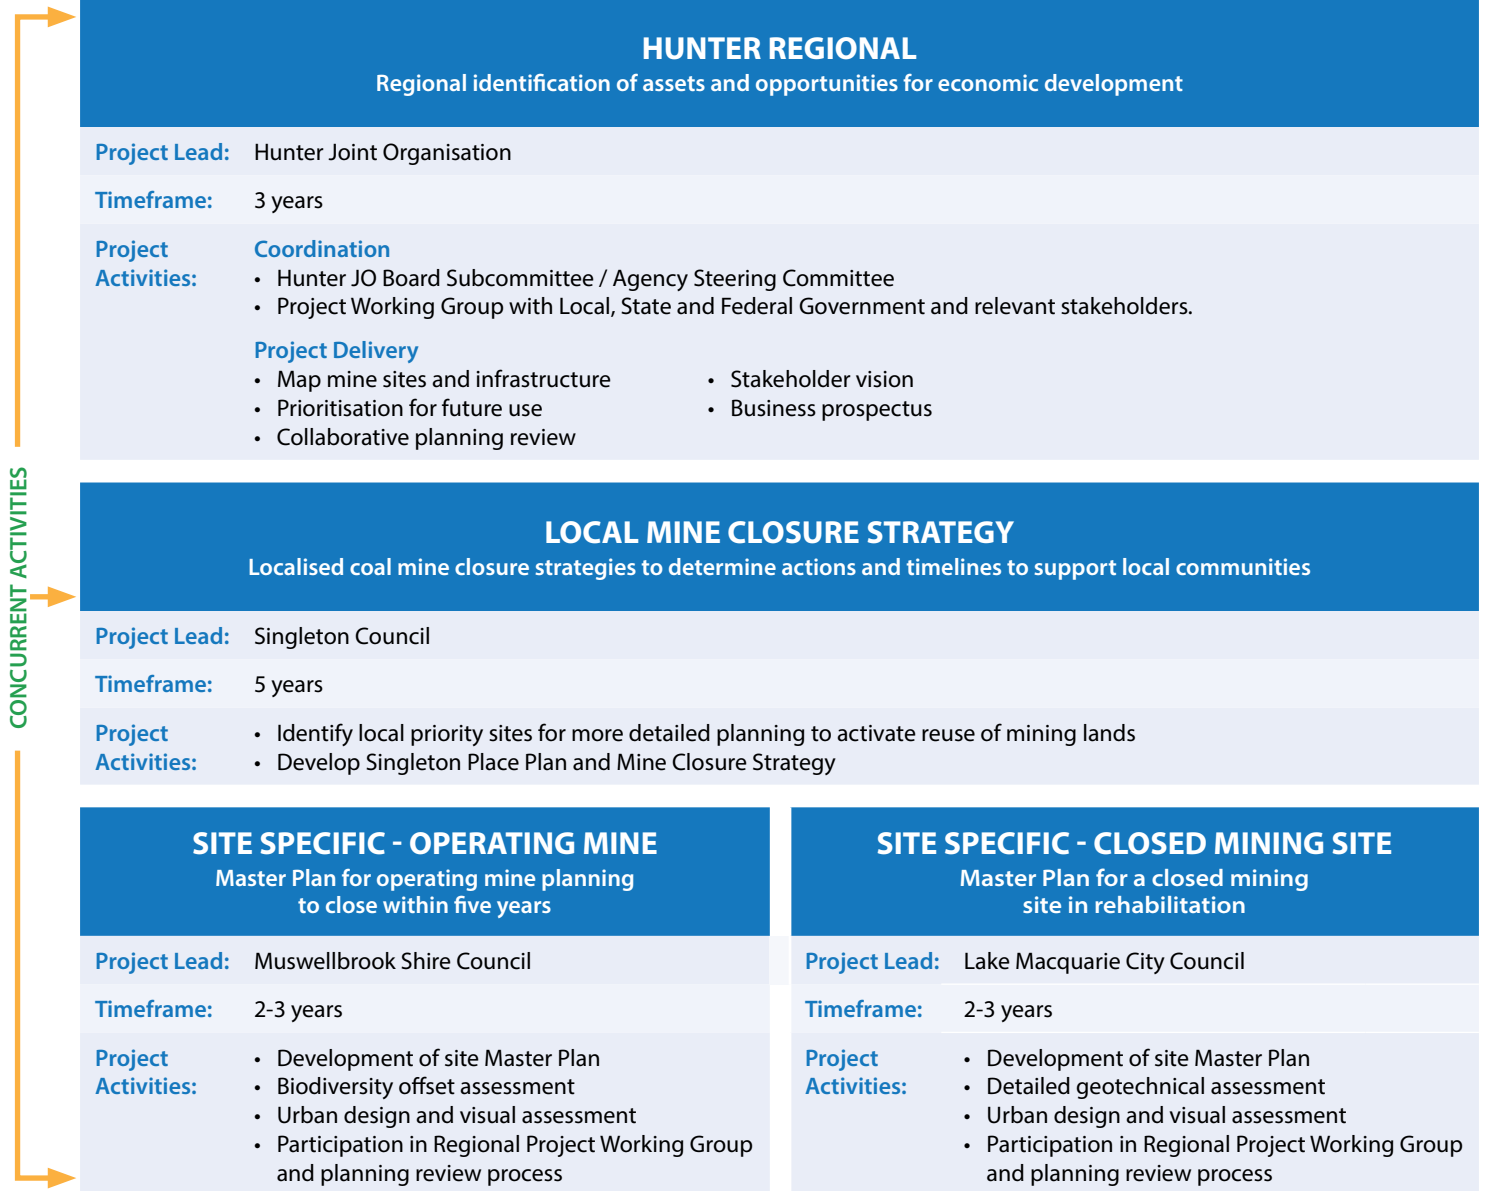 HUNTER REGIONAL
Regional identification of assets and opportunities for economic development
Project Lead: Hunter Joint Organisation
Timeframe: 3 years
Project Activities:
Coordination
• Hunter JO Board Subcommittee / Agency Steering Committee
• Project Working Group with Local, State and Federal Government and relevant stakeholders.
Project Delivery
• Map mine sites and infrastructure
• Prioritisation for future use
• Collaborative planning review
• Stakeholder vision
• Business prospectus
CONCURRENT ACTIVITIES
LOCAL MINE CLOSURE STRATEGY
Localised coal mine closure strategies to determine actions and timelines to support local communities
Project Lead: Singleton Council
Timeframe: 5 years
Project Activities:
• Identify local priority sites for more detailed planning to activate reuse of mining lands
• Develop Singleton Place Plan and Mine Closure Strategy
SITE SPECIFIC - OPERATING MINE
Master Plan for operating mine planning
to close within five years
Project Lead: Muswellbrook Shire Council
Timeframe: 2-3 years
Project Activities:
• Development of site Master Plan
• Biodiversity offset assessment
• Urban design and visual assessment
• Participation in Regional Project Working Group
and planning review process
SITE SPECIFIC - CLOSED MINING SITE
Master Plan for a closed mining
site in rehabilitation
Project Lead: Lake Macquarie City Council
Timeframe: 2-3 years
Project Activities:
• Development of site Master Plan
• Detailed geotechnical assessment
• Urban design and visual assessment
• Participation in Regional Project Working Group
and planning review process